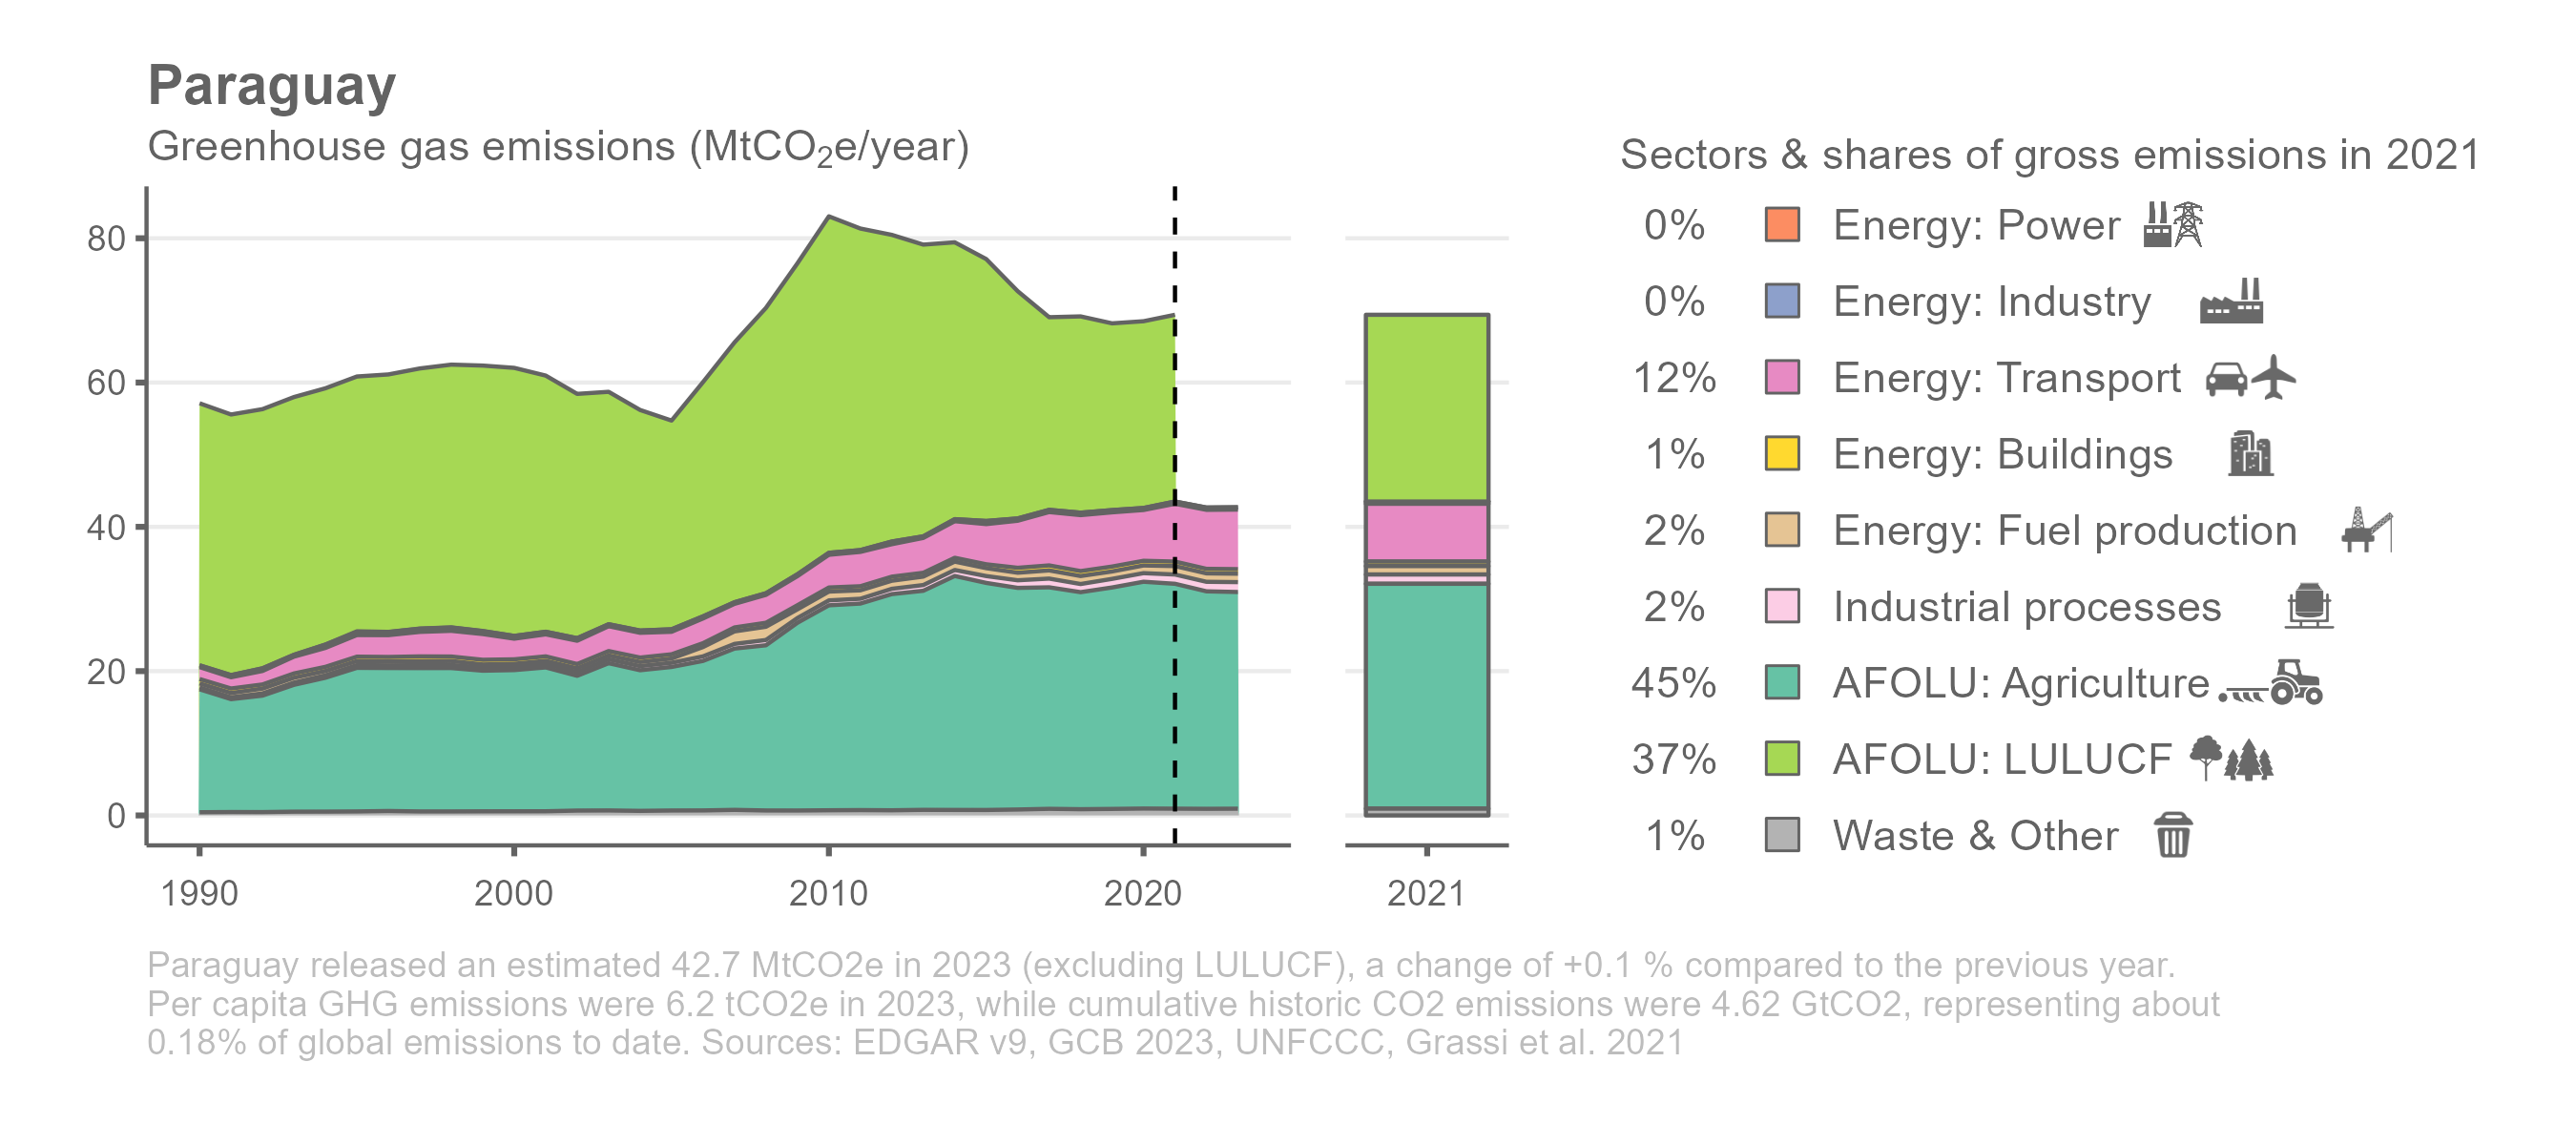 Paraguay
Greenhouse gas emissions (MtCO₂e/year)
80
60
40
20
0
1990
2000
2010
2020
2021
Sectors & shares of gross emissions in 2021
0% Energy: Power
0% Energy: Industry
12% Energy: Transport
1% Energy: Buildings
2% Energy: Fuel production
2% Industrial processes
45% AFOLU: Agriculture
37% AFOLU: LULUCF
1% Waste & Other
Paraguay released an estimated 42.7 MtCO2e in 2023 (excluding LULUCF), a change of +0.1 % compared to the previous year.
Per capita GHG emissions were 6.2 tCO2e in 2023, while cumulative historic CO2 emissions were 4.62 GtCO2, representing about
0.18% of global emissions to date. Sources: EDGAR v9, GCB 2023, UNFCCC, Grassi et al. 2021